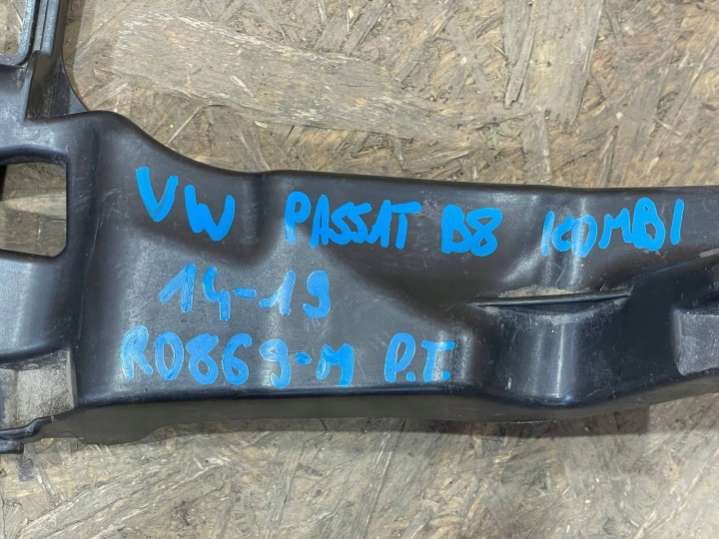 VW PASSAT B8 KOMBI
14-19
R0869-M P.T.